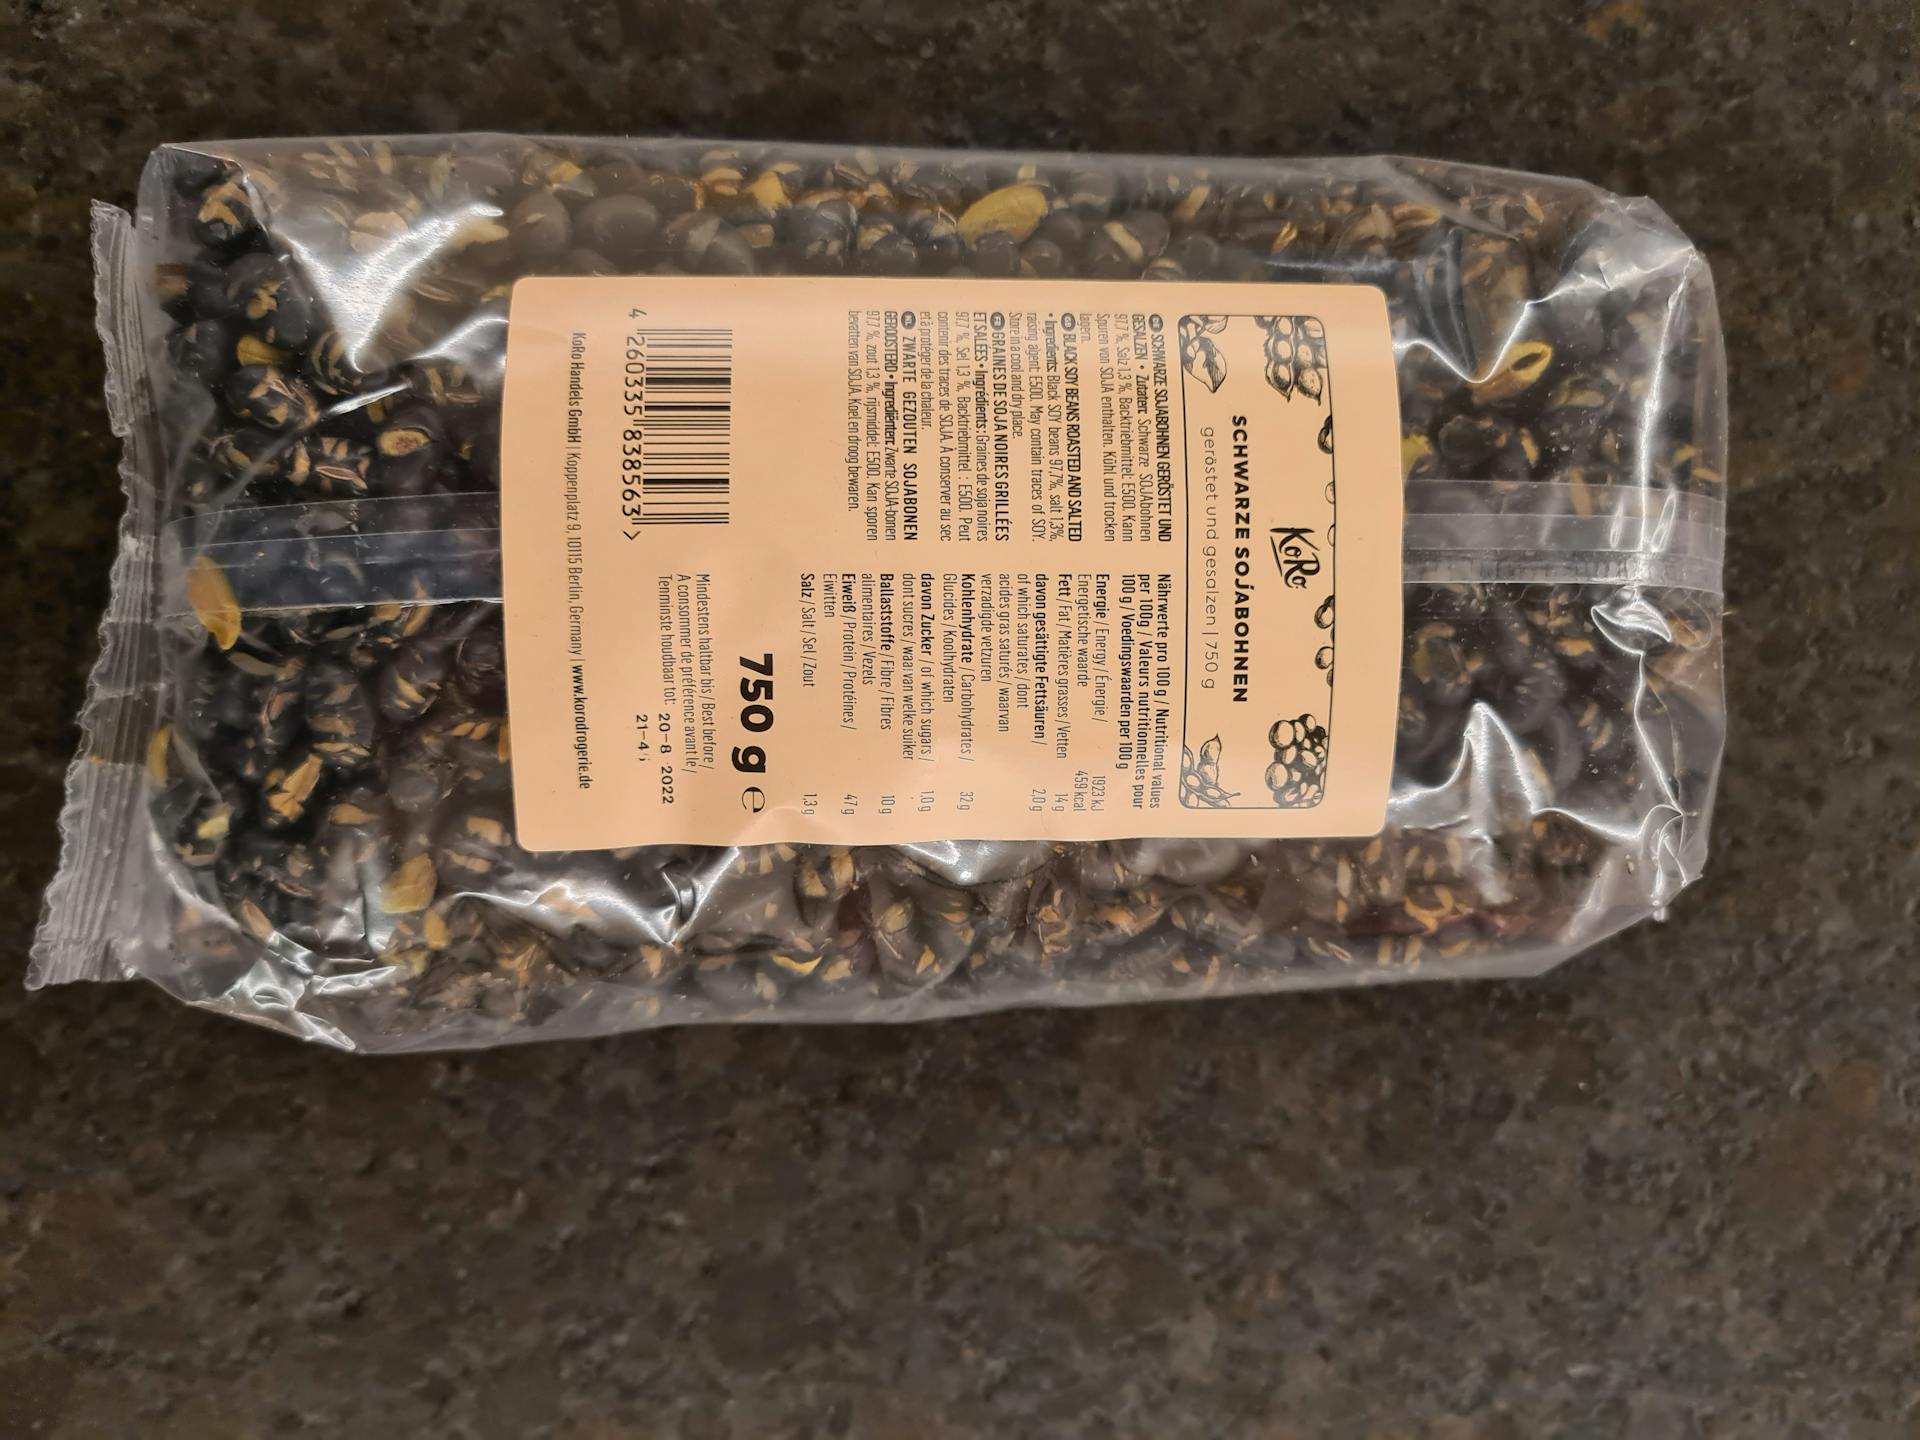 KoRo
SCHWARZE SOJABOHNEN
geröstet und gesalzen | 750 g
DE SCHWARZE SOJABOHNEN GERÖSTET UND
GESALZEN • Zutaten: Schwarze SOJAbohnen
97,7 %, Salz 1,3 %, Backtriebmittel: E500. Kann
Spuren von SOJA enthalten. Kühl und trocken
lagern.
BLACK SOY BEANS ROASTED AND SALTED
• Ingredients: Black SOY beans 97,7%, salt 1,3%,
raising agent: E500. May contain traces of SOY.
Store in a cool and dry place.
FR GRAINES DE SOJA NOIRES GRILLÉES
ET SALÉES • Ingrédients : Graines de soja noires
97,7 %, Sel 1,3 %, Backtriebmittel : E500. Peut
contenir des traces de SOJA. À conserver au sec
et à protéger de la chaleur.
NL ZWARTE GEZOUTEN SOJABONEN
GEROOSTERD • Ingrediënten: Zwarte SOJA-bonen
97,7 %, zout 1,3 %, rijsmiddel: E500. Kan sporen
bevatten van SOJA. Koel en droog bewaren.
Nährwerte pro 100 g / Nutritional values
per 100g / Valeurs nutritionnelles pour
100 g / Voedingswaarden per 100 g
Energie / Energy / Énergie / 1923 kJ
Energetische waarde 459 kcal
Fett / Fat / Matières grasses / Vetten 14 g
davon gesättigte Fettsäuren / 2,0 g
of which saturates / dont
acides gras saturés / waarvan
verzadigde vetzuren
Kohlenhydrate / Carbohydrates / 32 g
Glucides / Koolhydraten
davon Zucker / of which sugars / 1,0 g
dont sucres / waarvan welke suiker
Ballaststoffe / Fibre / Fibres 10 g
alimentaires / Vezels
Eiweiß / Protein / Protéines / 47 g
Eiwitten
Salz / Salt / Sel / Zout 1,3 g
750 g e
4 260335 838563 >
Mindestens haltbar bis / Best before /
A consommer de préférence avant le /
Tenminste houdbaar tot: 20-8 2022
KoRo Handels GmbH | Koppenplatz 9, 10115 Berlin, Germany | www.korodrogerie.de